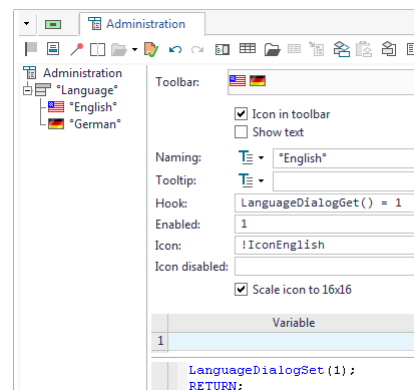 Administration
Administration
°Language°
°English°
°German°
Toolbar:
Icon in toolbar
Show text
Naming: T °English°
Tooltip: T
Hook: LanguageDialogGet() = 1
Enabled: 1
Icon: !IconEnglish
Icon disabled:
Scale icon to 16x16
Variable
1
LanguageDialogSet(1);
RETURN;